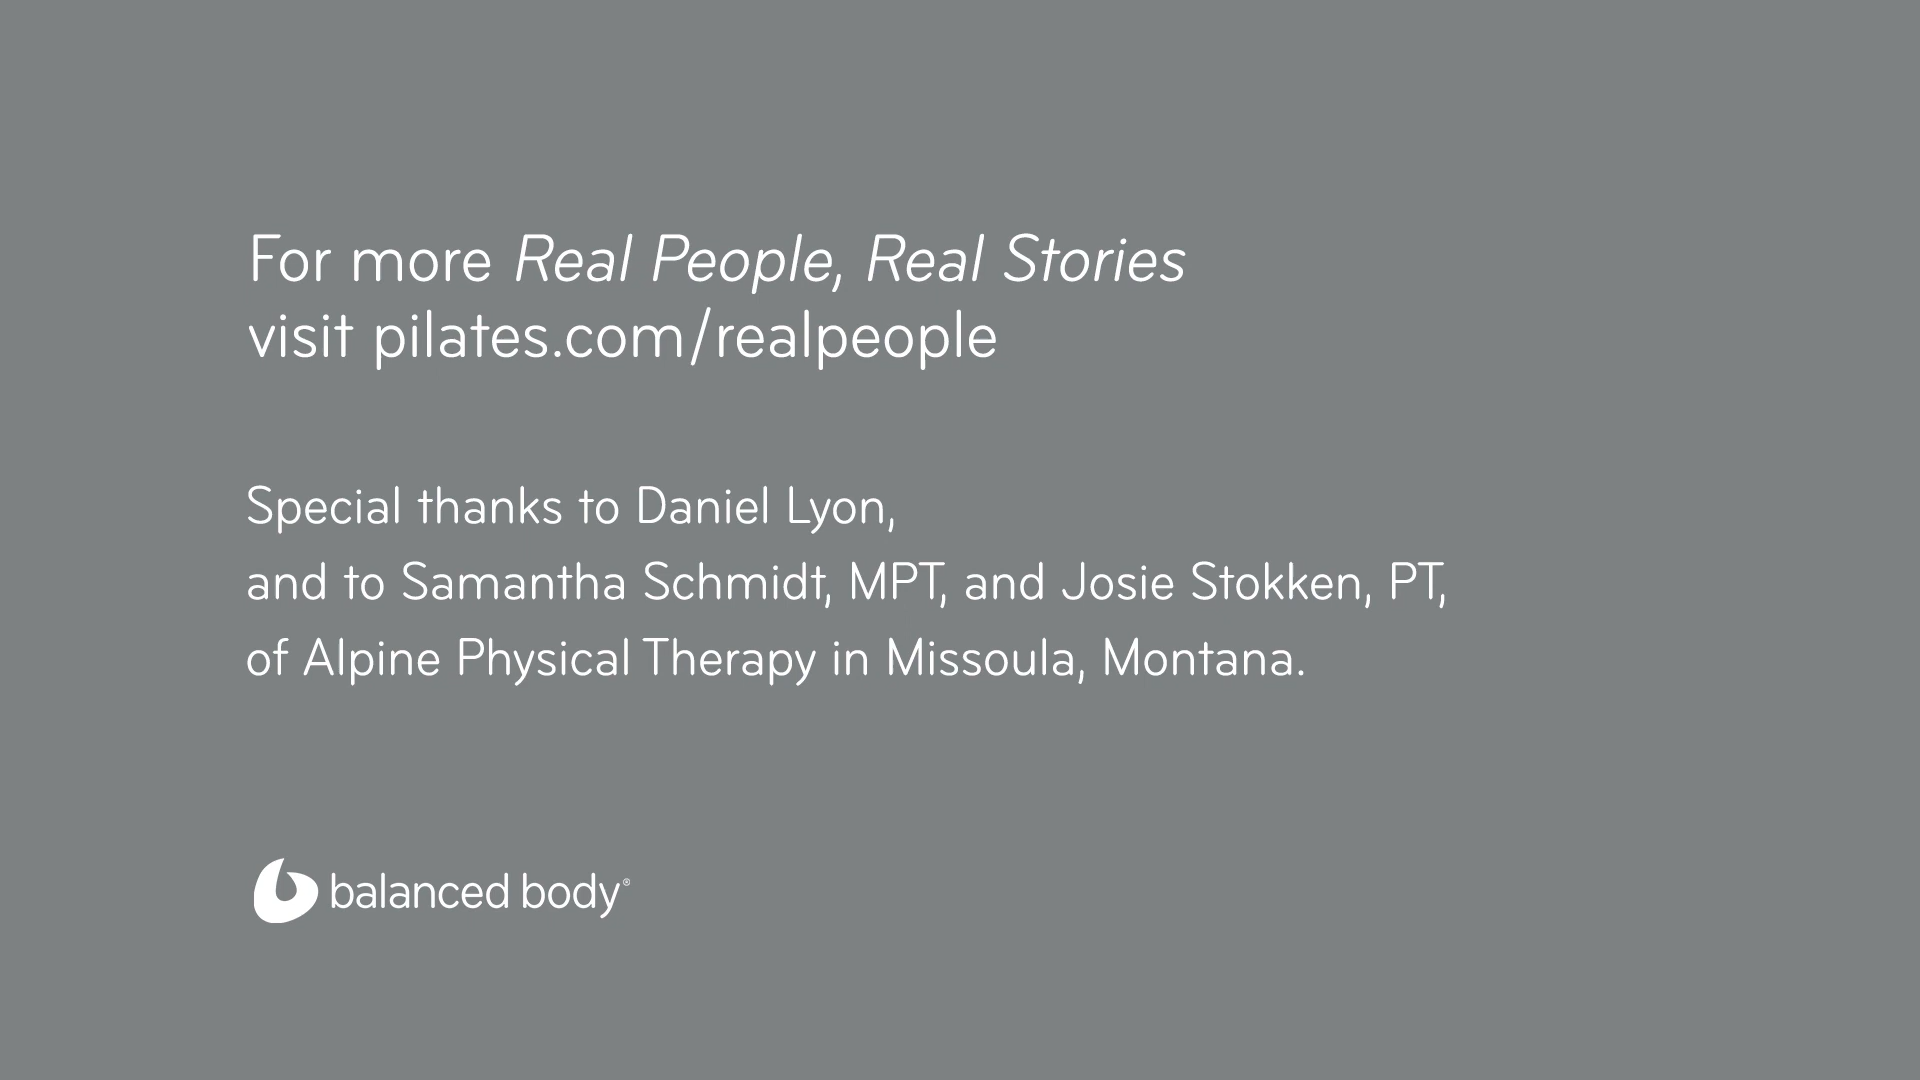 For more Real People, Real Stories
visit pilates.com/realpeople
Special thanks to Daniel Lyon,
and to Samantha Schmidt, MPT, and Josie Stokken, PT,
of Alpine Physical Therapy in Missoula, Montana.
balanced body®